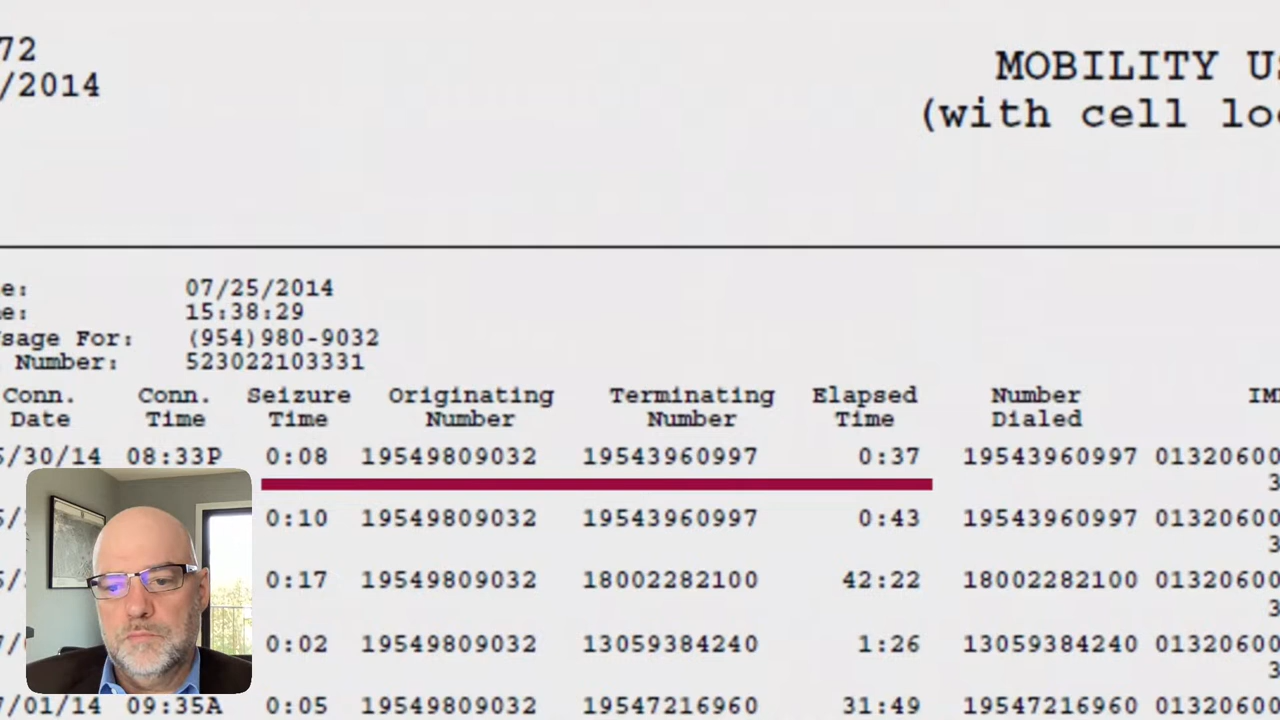 72
/2014
MOBILITY U
(with cell lo
e: 07/25/2014
e: 15:38:29
sage For: (954)980-9032
Number: 523022103331
Conn. Conn. Seizure Originating Terminating Elapsed Number
Date Time Time Number Number Time Dialed
/30/14 08:33P 0:08 19549809032 19543960997 0:37 19543960997 01320600
3
0:10 19549809032 19543960997 0:43 19543960997 01320600
3
0:17 19549809032 18002282100 42:22 18002282100 01320600
3
0:02 19549809032 13059384240 1:26 13059384240 01320600
3
/01/14 09:35A 0:05 19549809032 19547216960 31:49 19547216960 01320600